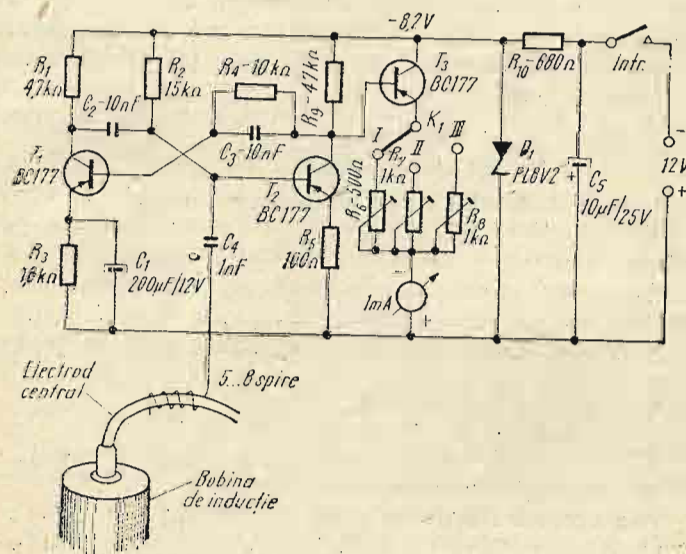 -8,2V
R1
4,7kΩ
R2
15kΩ
R4-10kΩ
R9-47kΩ
T3
BC177
R10-680Ω
Intr.
C2-10nF
C3-10nF
K1
I
II
III
T1
BC177
T2
BC177
R7
1kΩ
R6-500Ω
R8
1kΩ
D1
PL8V2
C5
10µF/25V
-
12V
+
R3
1,8kΩ
C1
200µF/12V
C4
1nF
R5
100Ω
1mA
+
+
Electrod
central
5...8 spire
Bobina
de inducție